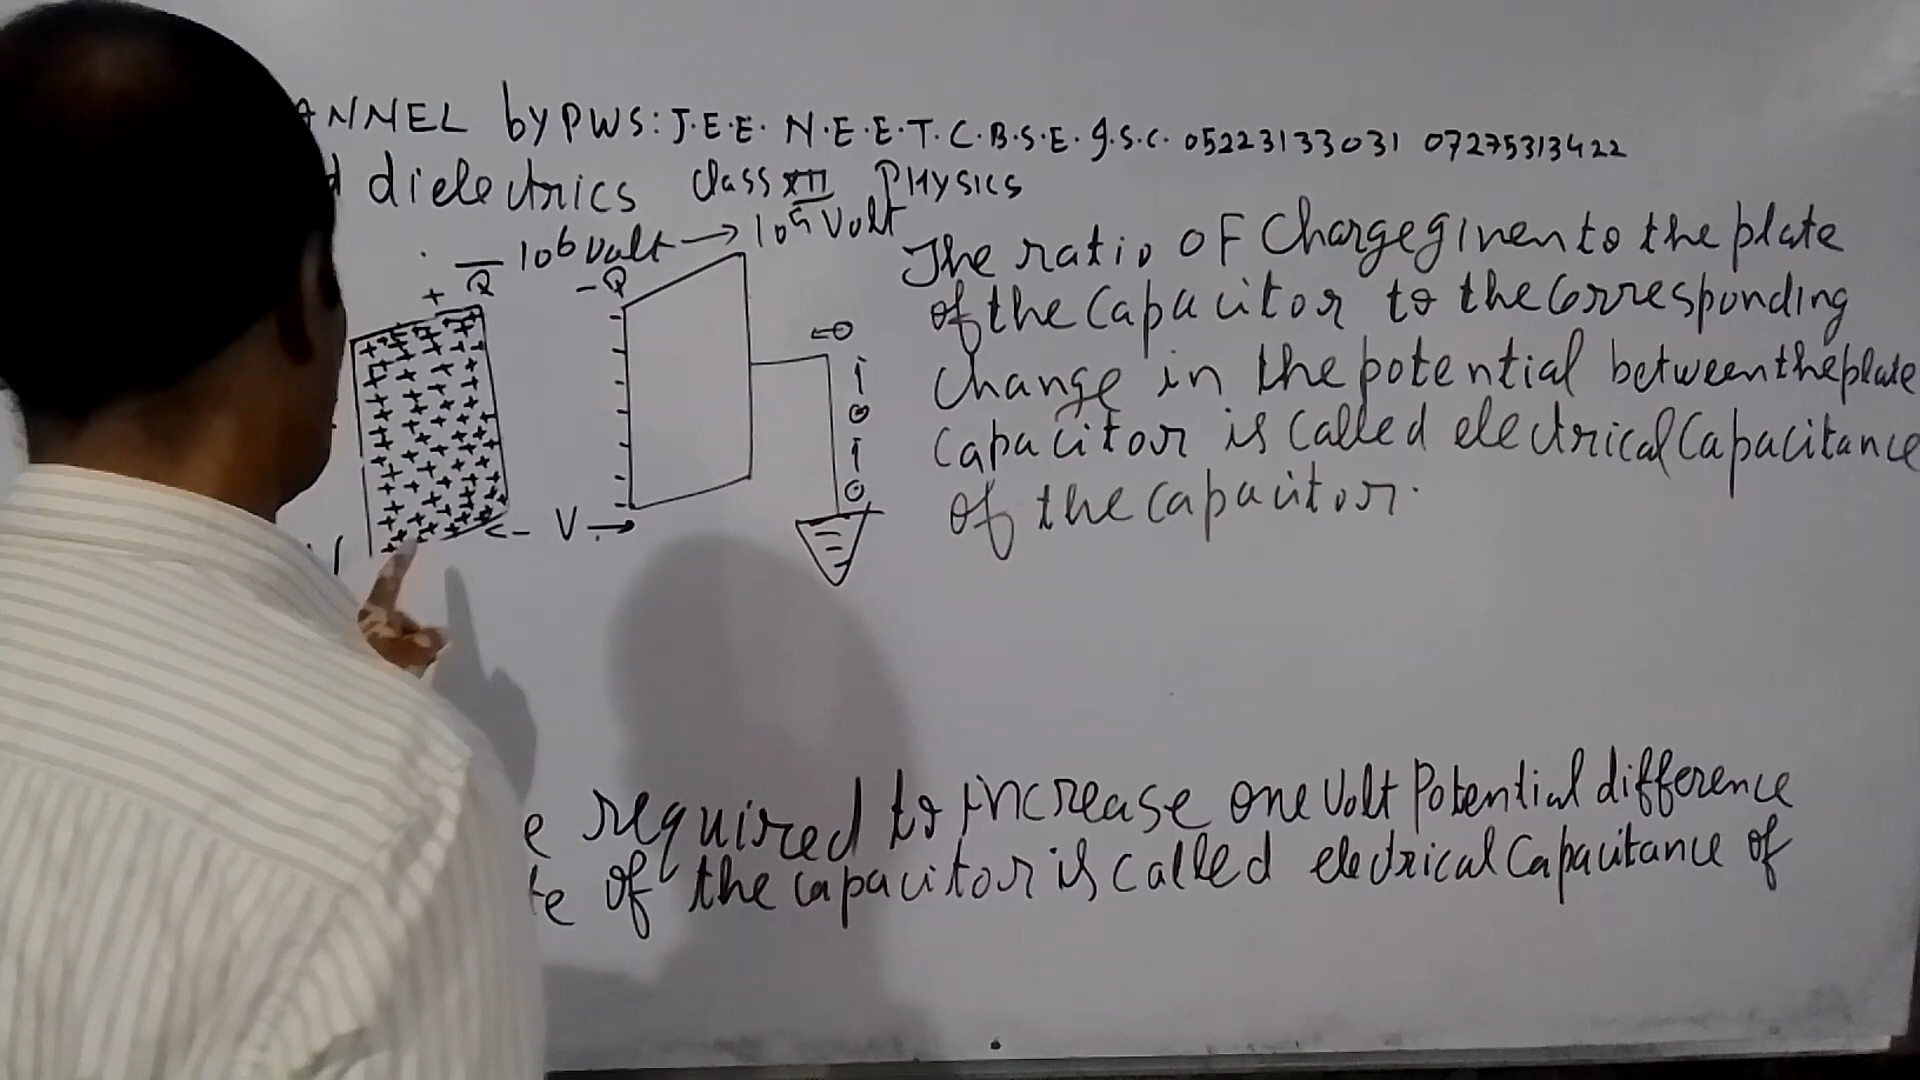 ANNEL by PWS: J.E.E. N.E.E.T. C.B.S.E. I.S.C. 05223133031 07275313422
d dielectrics Class XII PHYSICS
10⁶ Volt → 10⁵ Volt
+ Q
-Q
← V →
The ratio OF Charge given to the plate
of the Capacitor to the Corresponding
Change in the potential between the plate
Capacitor is Called electrical Capacitance
of the Capacitor.
e required to increase one Volt Potential difference
te of the Capacitor is Called electrical Capacitance of